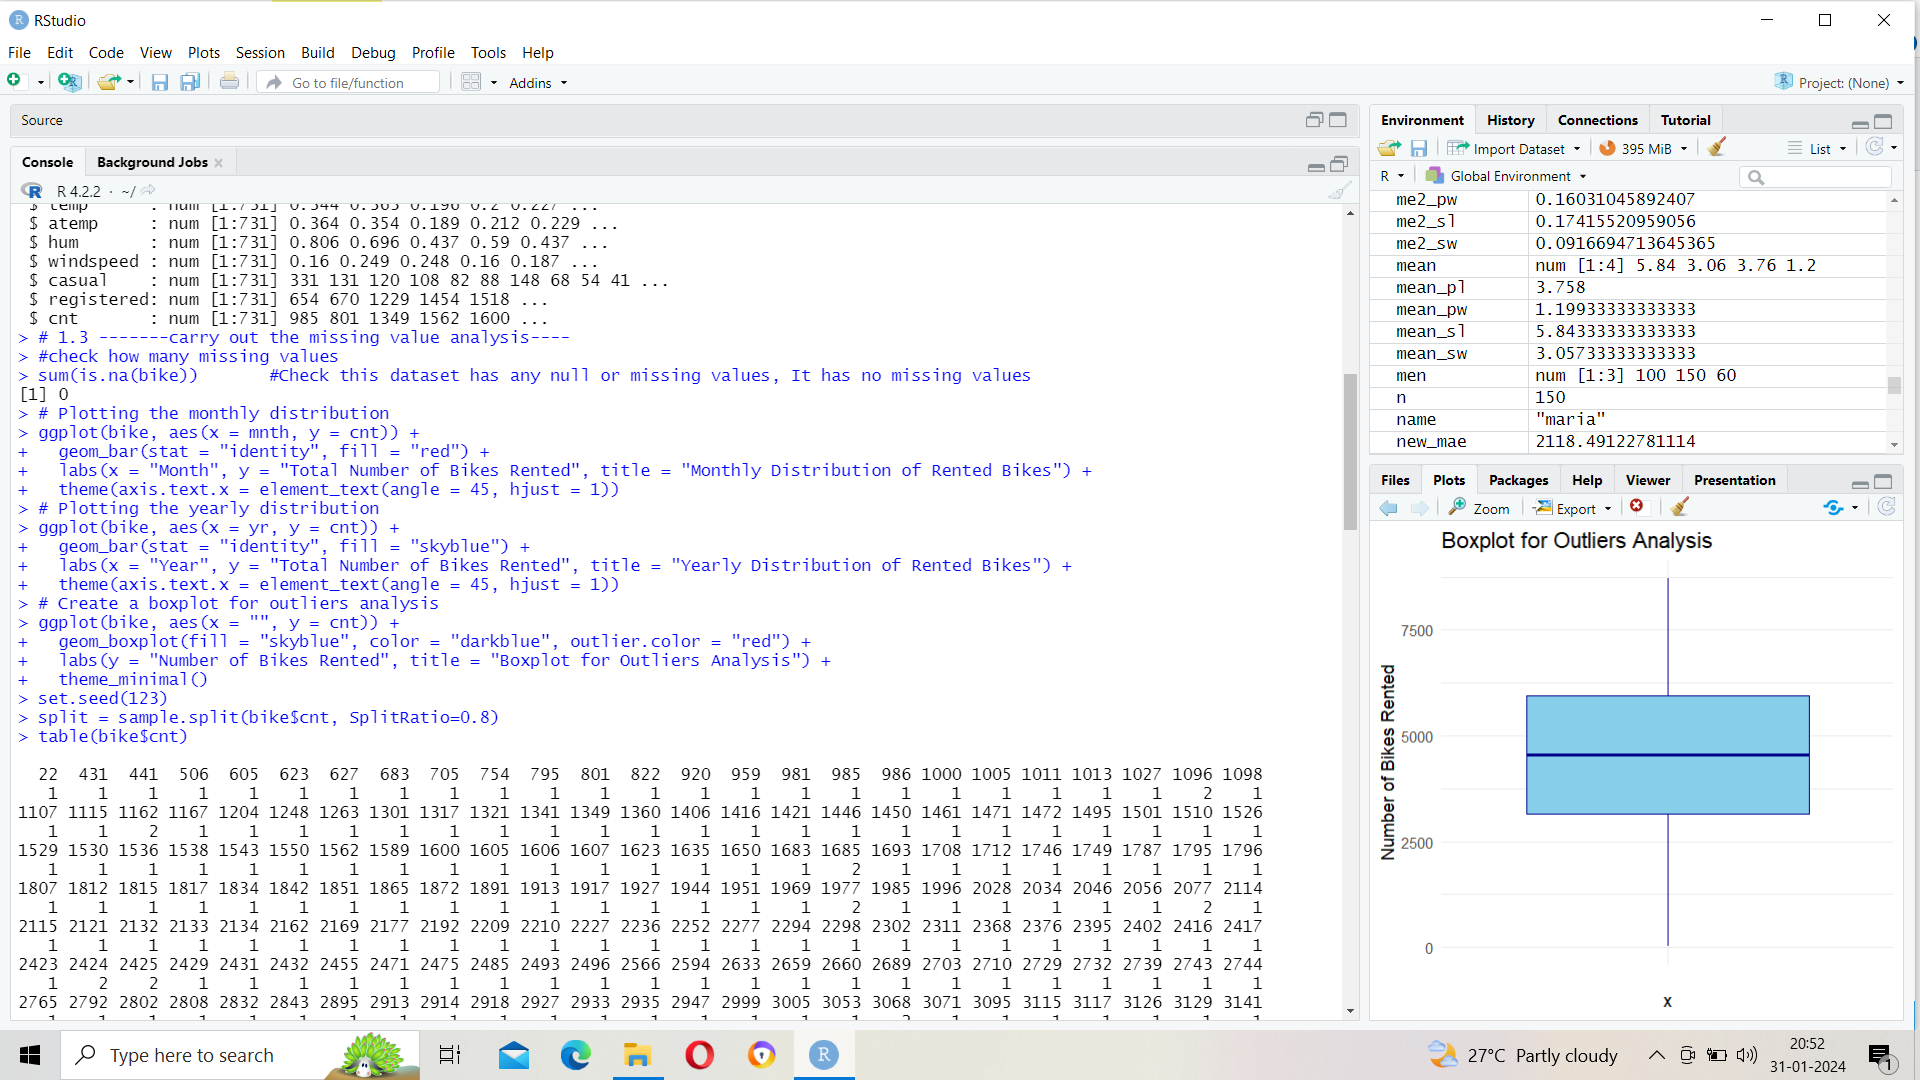 RStudio
File Edit Code View Plots Session Build Debug Profile Tools Help
Go to file/function Addins Project: (None)
Source
Console Background Jobs
R 4.2.2 · ~/
$ temp : num [1:731] 0.344 0.363 0.196 0.2 0.227 ...
$ atemp : num [1:731] 0.364 0.354 0.189 0.212 0.229 ...
$ hum : num [1:731] 0.806 0.696 0.437 0.59 0.437 ...
$ windspeed : num [1:731] 0.16 0.249 0.248 0.16 0.187 ...
$ casual : num [1:731] 331 131 120 108 82 88 148 68 54 41 ...
$ registered: num [1:731] 654 670 1229 1454 1518 ...
$ cnt : num [1:731] 985 801 1349 1562 1600 ...
> # 1.3 -------carry out the missing value analysis----
> #check how many missing values
> sum(is.na(bike)) #Check this dataset has any null or missing values, It has no missing values
[1] 0
> # Plotting the monthly distribution
> ggplot(bike, aes(x = mnth, y = cnt)) +
+ geom_bar(stat = "identity", fill = "red") +
+ labs(x = "Month", y = "Total Number of Bikes Rented", title = "Monthly Distribution of Rented Bikes") +
+ theme(axis.text.x = element_text(angle = 45, hjust = 1))
> # Plotting the yearly distribution
> ggplot(bike, aes(x = yr, y = cnt)) +
+ geom_bar(stat = "identity", fill = "skyblue") +
+ labs(x = "Year", y = "Total Number of Bikes Rented", title = "Yearly Distribution of Rented Bikes") +
+ theme(axis.text.x = element_text(angle = 45, hjust = 1))
> # Create a boxplot for outliers analysis
> ggplot(bike, aes(x = "", y = cnt)) +
+ geom_boxplot(fill = "skyblue", color = "darkblue", outlier.color = "red") +
+ labs(y = "Number of Bikes Rented", title = "Boxplot for Outliers Analysis") +
+ theme_minimal()
> set.seed(123)
> split = sample.split(bike$cnt, SplitRatio=0.8)
> table(bike$cnt)
22 431 441 506 605 623 627 683 705 754 795 801 822 920 959 981 985 986 1000 1005 1011 1013 1027 1096 1098
1 1 1 1 1 1 1 1 1 1 1 1 1 1 1 1 1 1 1 1 1 1 1 2 1
1107 1115 1162 1167 1204 1248 1263 1301 1317 1321 1341 1349 1360 1406 1416 1421 1446 1450 1461 1471 1472 1495 1501 1510 1526
1 1 2 1 1 1 1 1 1 1 1 1 1 1 1 1 1 1 1 1 1 1 1 1 1
1529 1530 1536 1538 1543 1550 1562 1589 1600 1605 1606 1607 1623 1635 1650 1683 1685 1693 1708 1712 1746 1749 1787 1795 1796
1 1 1 1 1 1 1 1 1 1 1 1 1 1 1 1 2 1 1 1 1 1 1 1 1
1807 1812 1815 1817 1834 1842 1851 1865 1872 1891 1913 1917 1927 1944 1951 1969 1977 1985 1996 2028 2034 2046 2056 2077 2114
1 1 1 1 1 1 1 1 1 1 1 1 1 1 1 1 2 1 1 1 1 1 1 2 1
2115 2121 2132 2133 2134 2162 2169 2177 2192 2209 2210 2227 2236 2252 2277 2294 2298 2302 2311 2368 2376 2395 2402 2416 2417
1 1 1 1 1 1 1 1 1 1 1 1 1 1 1 1 1 1 1 1 1 1 1 1 1
2423 2424 2425 2429 2431 2432 2455 2471 2475 2485 2493 2496 2566 2594 2633 2659 2660 2689 2703 2710 2729 2732 2739 2743 2744
1 2 2 1 1 1 1 1 1 1 1 1 1 1 1 1 1 1 1 1 1 1 1 1 1
2765 2792 2802 2808 2832 2843 2895 2913 2914 2918 2927 2933 2935 2947 2999 3005 3053 3068 3071 3095 3115 3117 3126 3129 3141
Environment History Connections Tutorial
Import Dataset 395 MiB List
R Global Environment
me2_pw 0.16031045892407
me2_sl 0.17415520959056
me2_sw 0.0916694713645365
mean num [1:4] 5.84 3.06 3.76 1.2
mean_pl 3.758
mean_pw 1.19933333333333
mean_sl 5.84333333333333
mean_sw 3.05733333333333
men num [1:3] 100 150 60
n 150
name "maria"
new_mae 2118.49122781114
Files Plots Packages Help Viewer Presentation
Zoom Export
Boxplot for Outliers Analysis
7500
5000
2500
0
Number of Bikes Rented
x
Type here to search
R
27°C Partly cloudy
20:52
31-01-2024
1